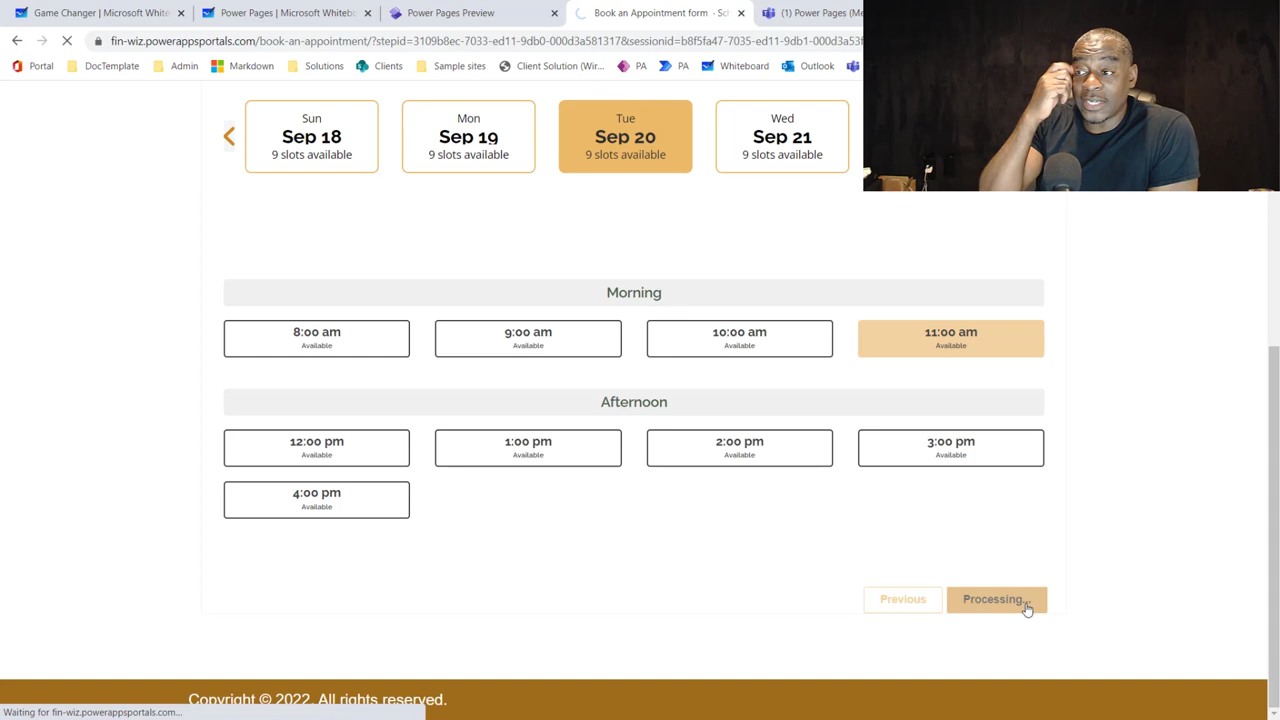 Game Changer | Microsoft Whiteb
Power Pages | Microsoft Whitebo
Power Pages Preview
Book an Appointment form - Sc
(1) Power Pages (Me
fin-wiz.powerappsportals.com/book-an-appointment/?stepid=3109b8ec-7035-ed11-9db0-000d3a581317&sessionid=b8f5fa47-7035-ed11-9db1-000d3a53f
Portal
DocTemplate
Admin
Markdown
Solutions
Clients
Sample sites
Client Solution (Wir...
PA
PA
Whiteboard
Outlook
Power
Sun
Sep 18
9 slots available
Mon
Sep 19
9 slots available
Tue
Sep 20
9 slots available
Wed
Sep 21
9 slots available
Morning
8:00 am
Available
9:00 am
Available
10:00 am
Available
11:00 am
Available
Afternoon
12:00 pm
Available
1:00 pm
Available
2:00 pm
Available
3:00 pm
Available
4:00 pm
Available
Previous
Processing...
Copyright © 2022. All rights reserved.
Waiting for fin-wiz.powerappsportals.com...